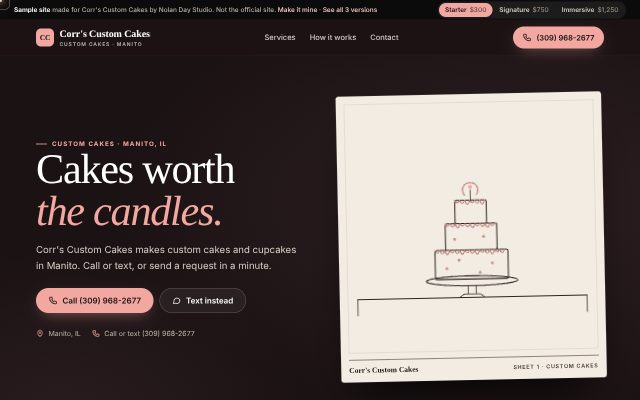 Sample site made for Corr's Custom Cakes by Nolan Day Studio. Not the official site. Make it mine · See all 3 versions
Starter $300 Signature $750 Immersive $1,250
CC Corr's Custom Cakes
CUSTOM CAKES · MANITO
Services How it works Contact
(309) 968-2677
CUSTOM CAKES · MANITO, IL
Cakes worth
the candles.
Corr's Custom Cakes makes custom cakes and cupcakes
in Manito. Call or text, or send a request in a minute.
Call (309) 968-2677 Text instead
Manito, IL Call or text (309) 968-2677
Corr's Custom Cakes SHEET 1 · CUSTOM CAKES